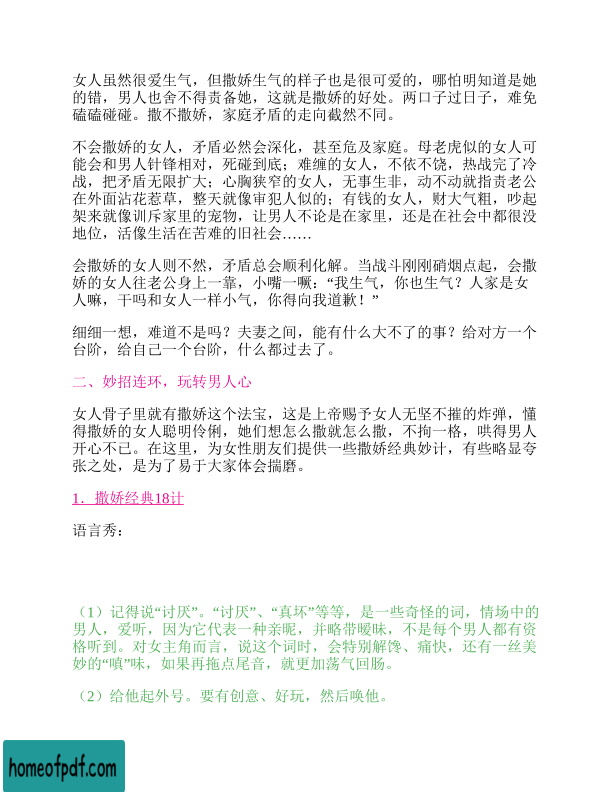 女人虽然很爱生气，但撒娇生气的样子也是很可爱的，哪怕明知道是她
的错，男人也舍不得责备她，这就是撒娇的好处。两口子过日子，难免
磕磕碰碰。撒不撒娇，家庭矛盾的走向截然不同。
不会撒娇的女人，矛盾必然会深化，甚至危及家庭。母老虎似的女人可
能会和男人针锋相对，死碰到底；难缠的女人，不依不饶，热战完了冷
战，把矛盾无限扩大；心胸狭窄的女人，无事生非，动不动就指责老公
在外面沾花惹草，整天就像审犯人似的；有钱的女人，财大气粗，吵起
架来就像训斥家里的宠物，让男人不论是在家里，还是在社会中都很没
地位，活像生活在苦难的旧社会……
会撒娇的女人则不然，矛盾总会顺利化解。当战斗刚刚硝烟点起，会撒
娇的女人往老公身上一靠，小嘴一噘：“我生气，你也生气？人家是女
人嘛，干吗和女人一样小气，你得向我道歉！”
细细一想，难道不是吗？夫妻之间，能有什么大不了的事？给对方一个
台阶，给自己一个台阶，什么都过去了。
二、妙招连环，玩转男人心
女人骨子里就有撒娇这个法宝，这是上帝赐予女人无坚不摧的炸弹，懂
得撒娇的女人聪明伶俐，她们想怎么撒就怎么撒，不拘一格，哄得男人
开心不已。在这里，为女性朋友们提供一些撒娇经典妙计，有些略显夸
张之处，是为了易于大家体会揣磨。
1．撒娇经典18计
语言秀：
（1）记得说“讨厌”。“讨厌”、“真坏”等等，是一些奇怪的词，情场中的
男人，爱听，因为它代表一种亲昵，并略带暧昧，不是每个男人都有资
格听到。对女主角而言，说这个词时，会特别解馋、痛快，还有一丝美
妙的“嗔”味，如果再拖点尾音，就更加荡气回肠。
（2）给他起外号。要有创意、好玩，然后唤他。
homeofpdf.com